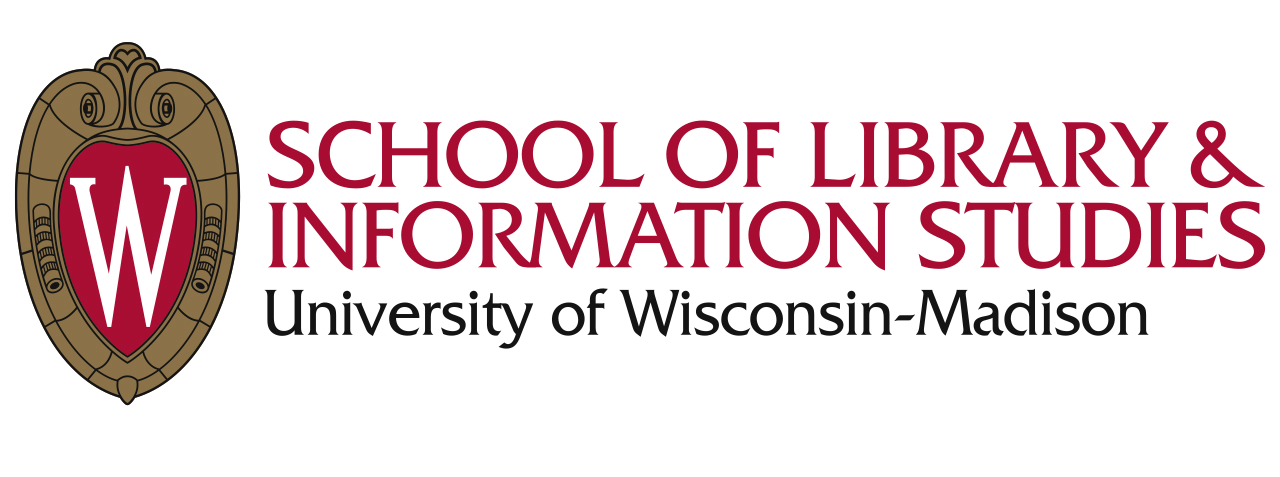 W
SCHOOL OF LIBRARY &
INFORMATION STUDIES
University of Wisconsin-Madison